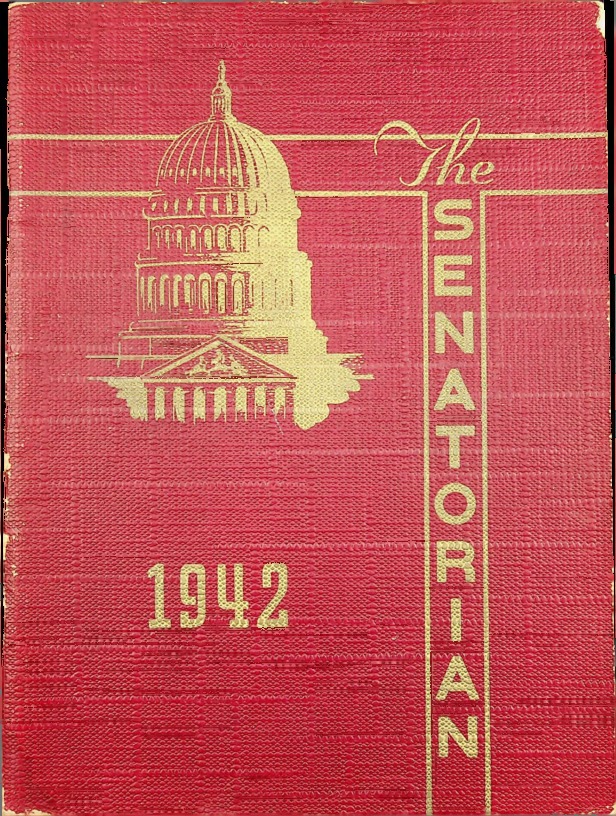 The
SENATORIAN
1942